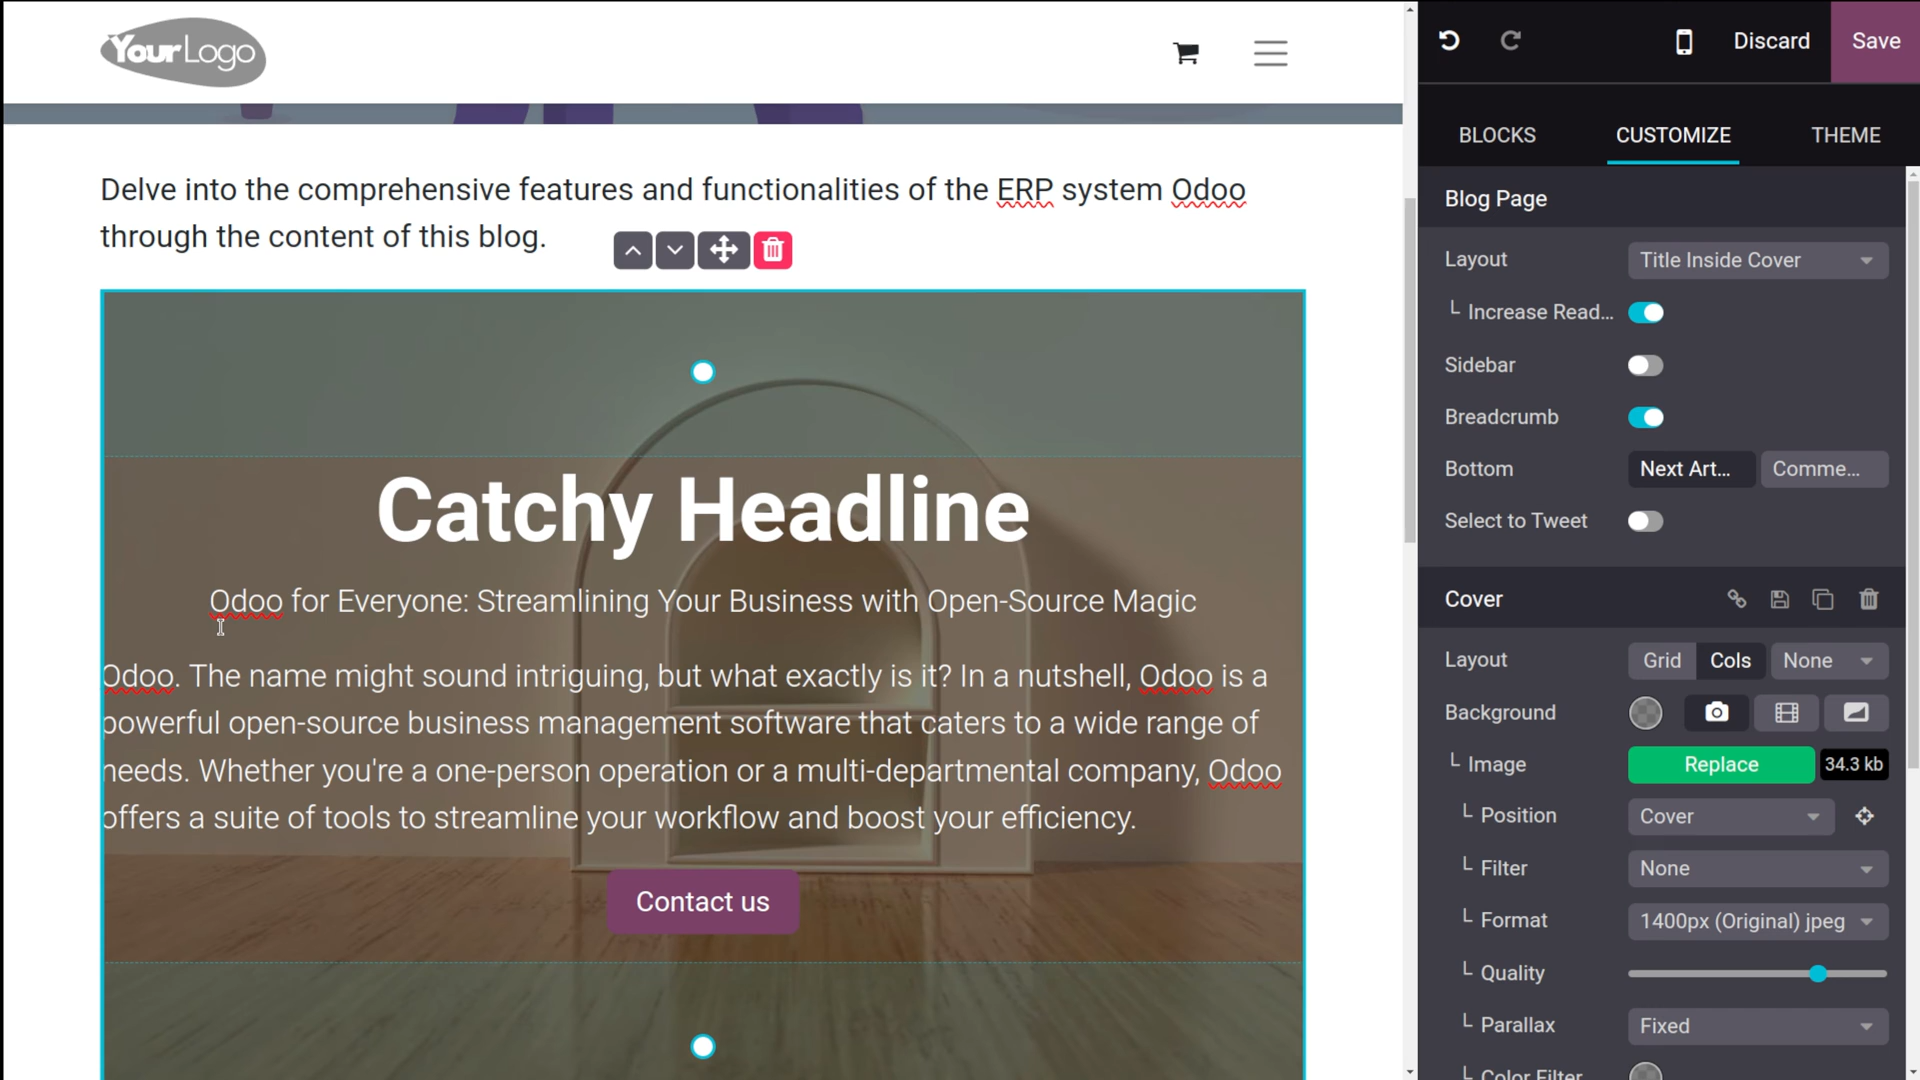 YourLogo
Discard
Save
BLOCKS
CUSTOMIZE
THEME
Delve into the comprehensive features and functionalities of the ERP system Odoo
through the content of this blog.
Catchy Headline
Odoo for Everyone: Streamlining Your Business with Open-Source Magic
Odoo. The name might sound intriguing, but what exactly is it? In a nutshell, Odoo is a
powerful open-source business management software that caters to a wide range of
needs. Whether you're a one-person operation or a multi-departmental company, Odoo
offers a suite of tools to streamline your workflow and boost your efficiency.
Contact us
Blog Page
Layout Title Inside Cover
Increase Read...
Sidebar
Breadcrumb
Bottom Next Art... Comme...
Select to Tweet
Cover
Layout Grid Cols None
Background
Image Replace 34.3 kb
Position Cover
Filter None
Format 1400px (Original) jpeg
Quality
Parallax Fixed
Color Filter